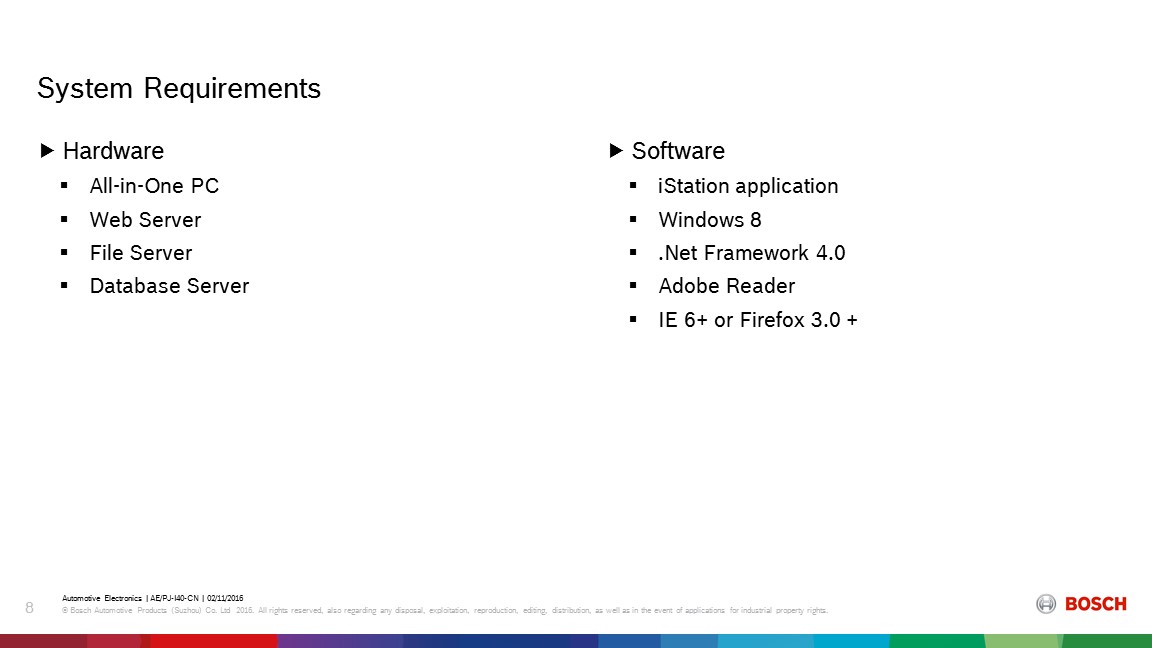 System Requirements
Hardware
All-in-One PC
Web Server
File Server
Database Server
Software
iStation application
Windows 8
.Net Framework 4.0
Adobe Reader
IE 6+ or Firefox 3.0 +
8
Automotive Electronics | AE/PJ-I40-CN | 02/11/2016
© Bosch Automotive Products (Suzhou) Co. Ltd 2016. All rights reserved, also regarding any disposal, exploitation, reproduction, editing, distribution, as well as in the event of applications for industrial property rights.
BOSCH